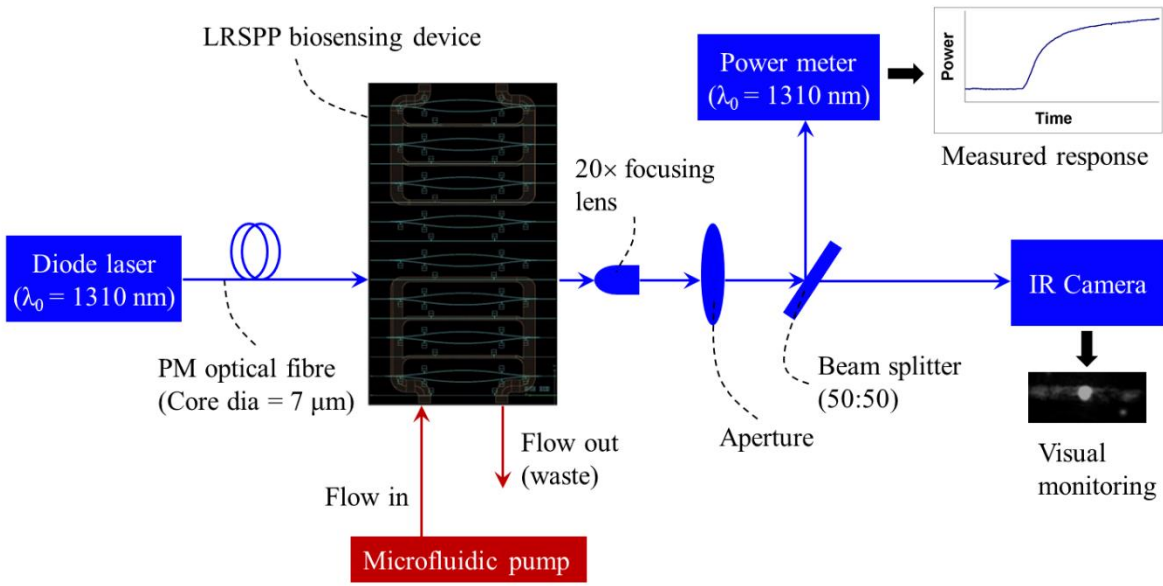 LRSPP biosensing
device
Power meter
(λ₀ = 1310 nm)
Power
Time
Measured response
20× focusing
lens
Diode laser
(λ₀ = 1310 nm)
IR Camera
PM optical fibre
(Core dia = 7 μm)
Beam splitter
(50:50)
Aperture
Flow out
(waste)
Flow in
Visual
monitoring
Microfluidic pump